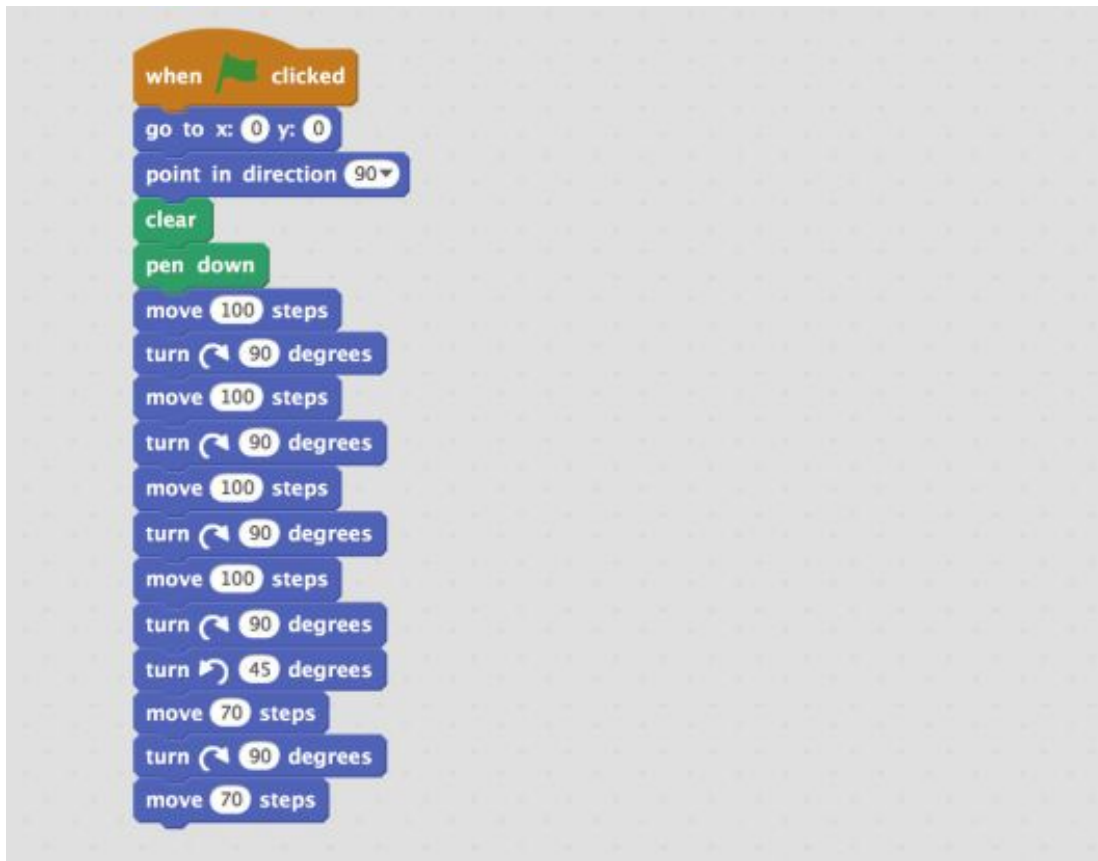 when clicked
go to x: 0 y: 0
point in direction 90
clear
pen down
move 100 steps
turn 90 degrees
move 100 steps
turn 90 degrees
move 100 steps
turn 90 degrees
move 100 steps
turn 90 degrees
turn 45 degrees
move 70 steps
turn 90 degrees
move 70 steps